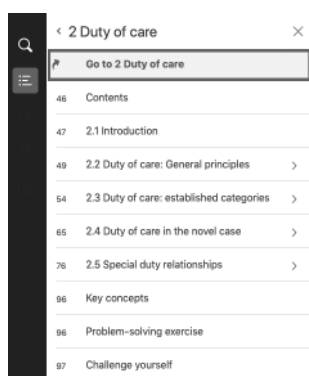 2 Duty of care
Go to 2 Duty of care
46 Contents
47 2.1 Introduction
49 2.2 Duty of care: General principles
54 2.3 Duty of care: established categories
65 2.4 Duty of care in the novel case
76 2.5 Special duty relationships
96 Key concepts
96 Problem-solving exercise
97 Challenge yourself